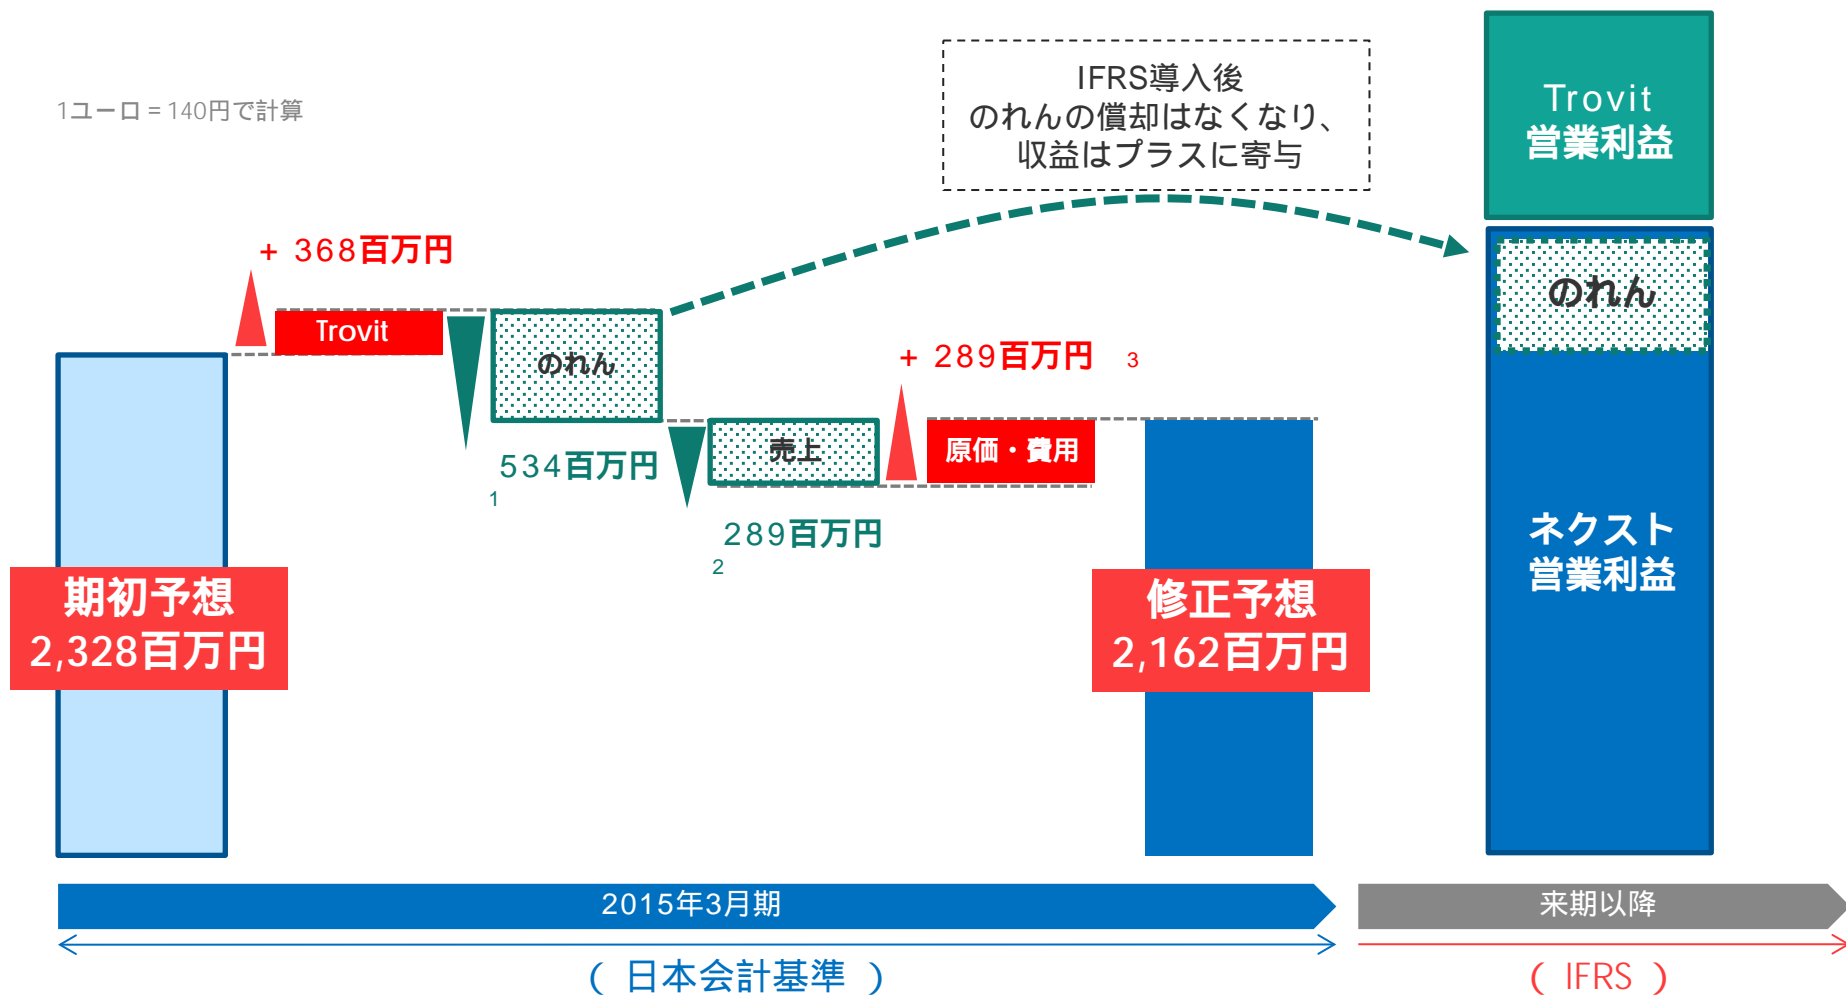 1ユーロ = 140円で計算
IFRS導入後
のれんの償却はなくなり、
収益はプラスに寄与
Trovit
営業利益
+ 368百万円
Trovit
のれん
534百万円
1
売上
289百万円
2
+ 289百万円 3
原価・費用
のれん
ネクスト
営業利益
期初予想
2,328百万円
修正予想
2,162百万円
2015年3月期
来期以降
( 日本会計基準 )
( IFRS )